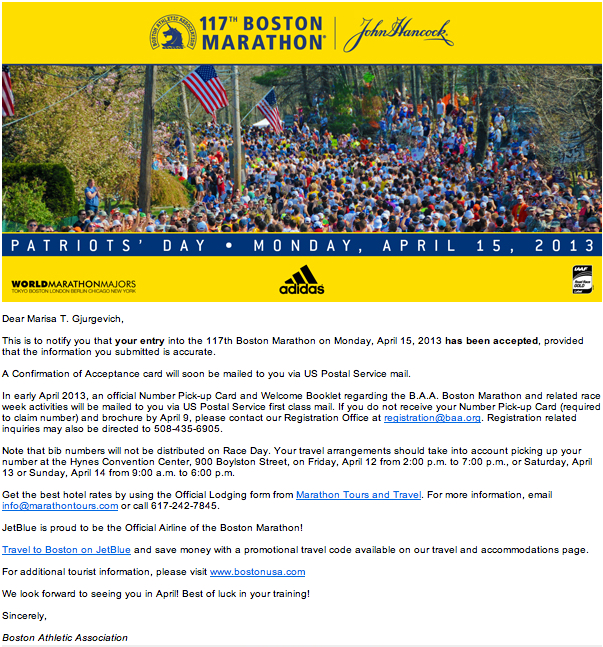 117TH BOSTON
MARATHON®
John Hancock
BOSTON ATHLETIC ASSOCIATION
PATRIOTS' DAY • MONDAY, APRIL 15, 2013
WORLDMARATHONMAJORS
TOKYO BOSTON LONDON BERLIN CHICAGO NEW YORK
adidas
IAAF
Road Race
GOLD
Label
Dear Marisa T. Gjurgevich,
This is to notify you that your entry into the 117th Boston Marathon on Monday, April 15, 2013 has been accepted, provided
that the information you submitted is accurate.
A Confirmation of Acceptance card will soon be mailed to you via US Postal Service mail.
In early April 2013, an official Number Pick-up Card and Welcome Booklet regarding the B.A.A. Boston Marathon and related race
week activities will be mailed to you via US Postal Service first class mail. If you do not receive your Number Pick-up Card (required
to claim number) and brochure by April 9, please contact our Registration Office at registration@baa.org. Registration related
inquiries may also be directed to 508-435-6905.
Note that bib numbers will not be distributed on Race Day. Your travel arrangements should take into account picking up your
number at the Hynes Convention Center, 900 Boylston Street, on Friday, April 12 from 2:00 p.m. to 7:00 p.m., or Saturday, April
13 or Sunday, April 14 from 9:00 a.m. to 6:00 p.m.
Get the best hotel rates by using the Official Lodging form from Marathon Tours and Travel. For more information, email
info@marathontours.com or call 617-242-7845.
JetBlue is proud to be the Official Airline of the Boston Marathon!
Travel to Boston on JetBlue and save money with a promotional travel code available on our travel and accommodations page.
For additional tourist information, please visit www.bostonusa.com
We look forward to seeing you in April! Best of luck in your training!
Sincerely,
Boston Athletic Association